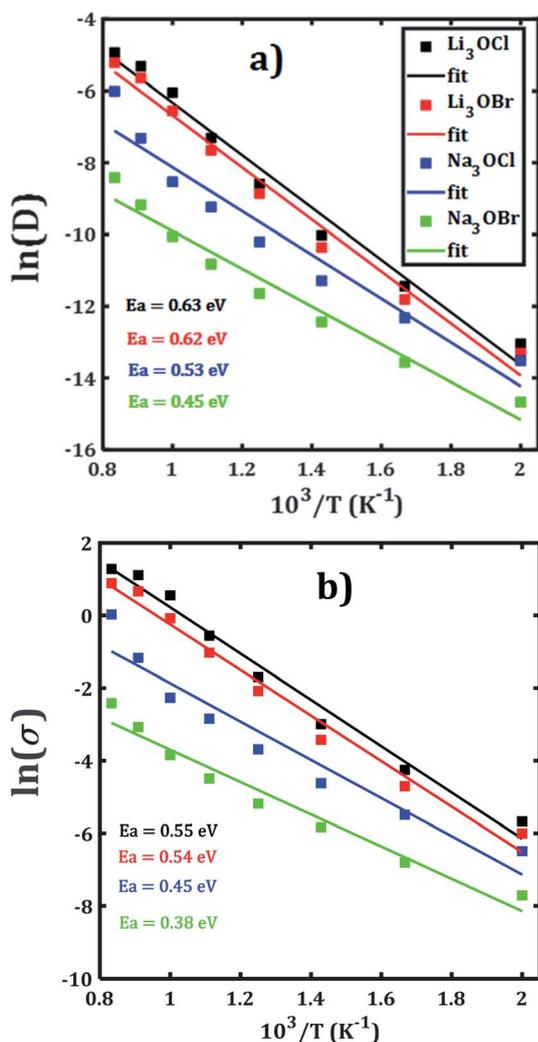 a)
Li₃OCl
fit
Li₃OBr
fit
Na₃OCl
fit
Na₃OBr
fit
-4
-6
-8
-10
-12
-14
-16
ln(D)
Ea = 0.63 eV
Ea = 0.62 eV
Ea = 0.53 eV
Ea = 0.45 eV
0.8 1 1.2 1.4 1.6 1.8 2
10³/T (K⁻¹)
b)
2
0
-2
-4
-6
-8
-10
ln(σ)
Ea = 0.55 eV
Ea = 0.54 eV
Ea = 0.45 eV
Ea = 0.38 eV
0.8 1 1.2 1.4 1.6 1.8 2
10³/T (K⁻¹)